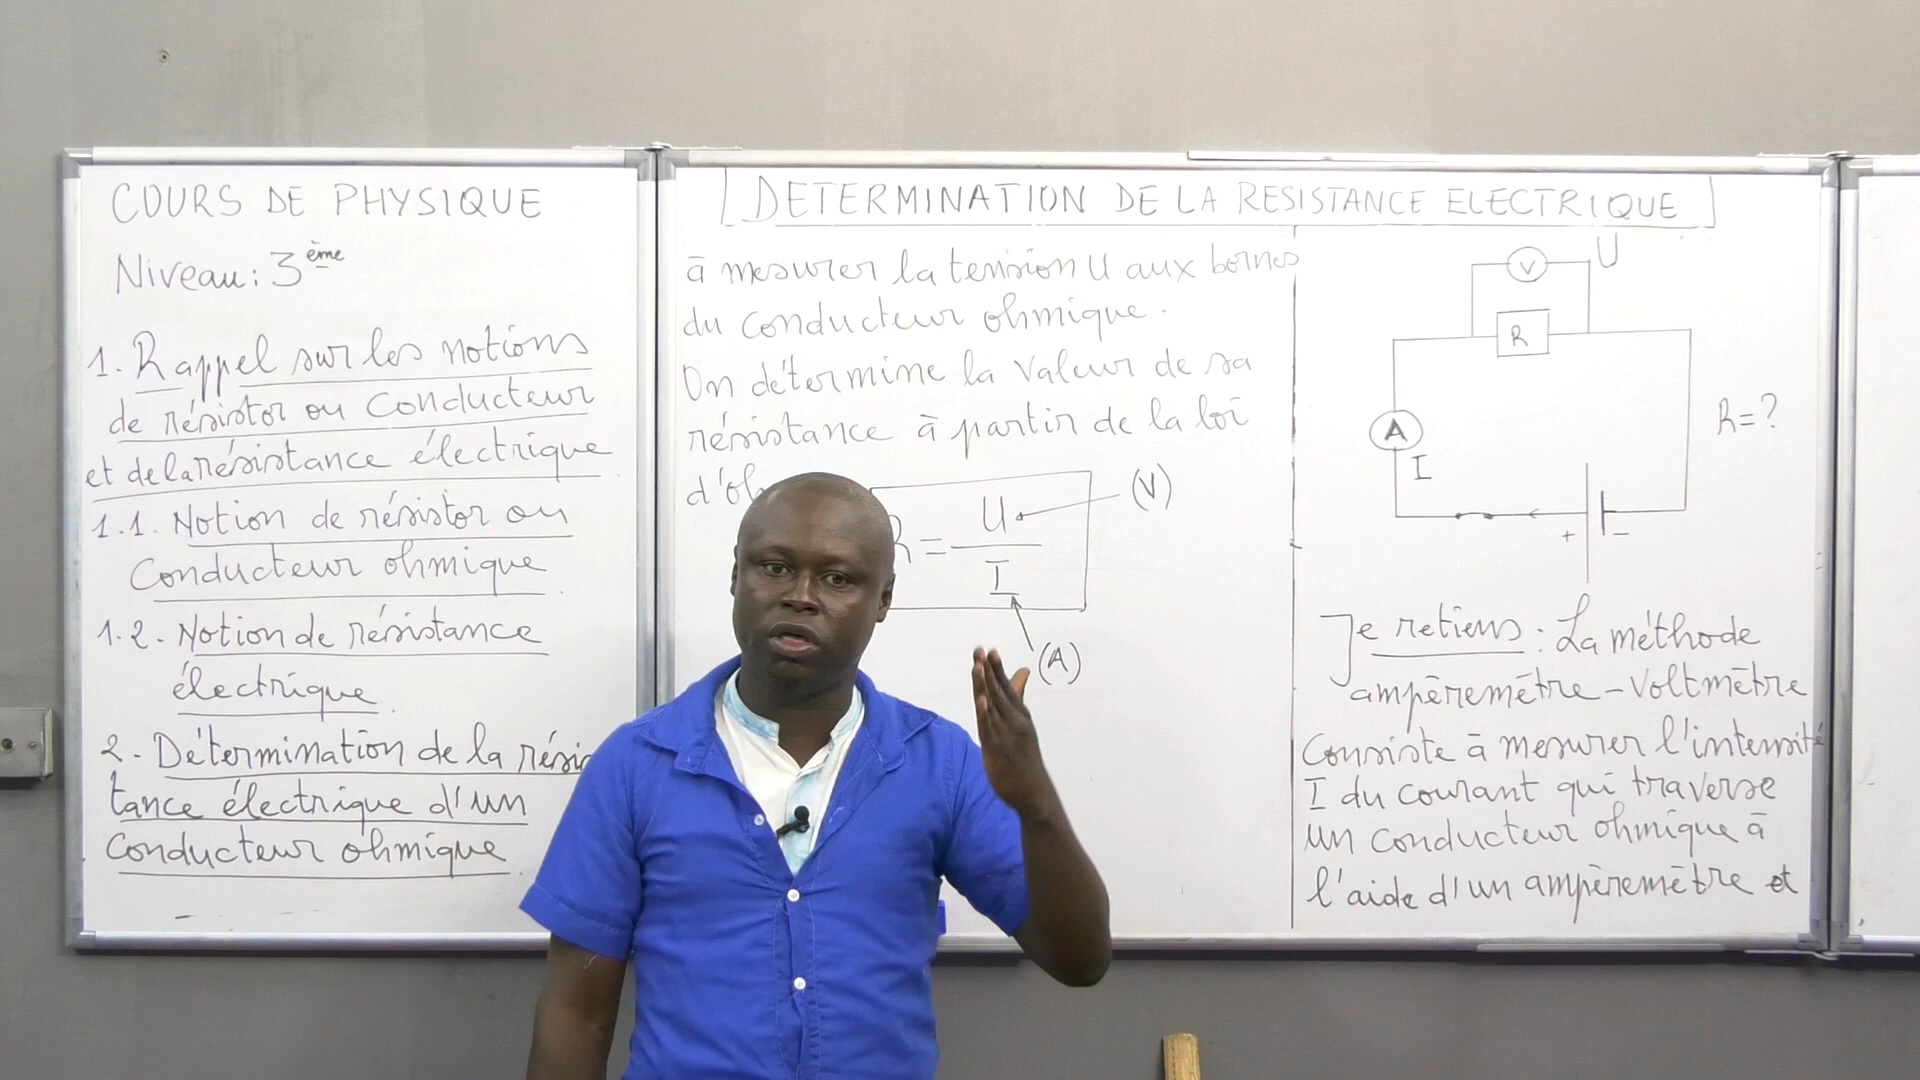 COURS DE PHYSIQUE
Niveau: 3ème
1. Rappel sur les notions
de résistor ou conducteur
et de la résistance électrique
1.1. Notion de résistor ou
conducteur ohmique
1.2. Notion de résistance
électrique
2- Détermination de la résis
tance électrique d'un
conducteur ohmique
DETERMINATION DE LA RESISTANCE ELECTRIQUE
à mesurer la tension U aux bornes
du conducteur ohmique.
On détermine la valeur de sa
résistance à partir de la loi
d'oh
R = U / I
(V)
(A)
V
U
R
A
I
R = ?
+ -
Je retiens : La méthode
ampèremètre-voltmètre
consiste à mesurer l'intensité
I du courant qui traverse
un conducteur ohmique à
l'aide d'un ampèremètre et